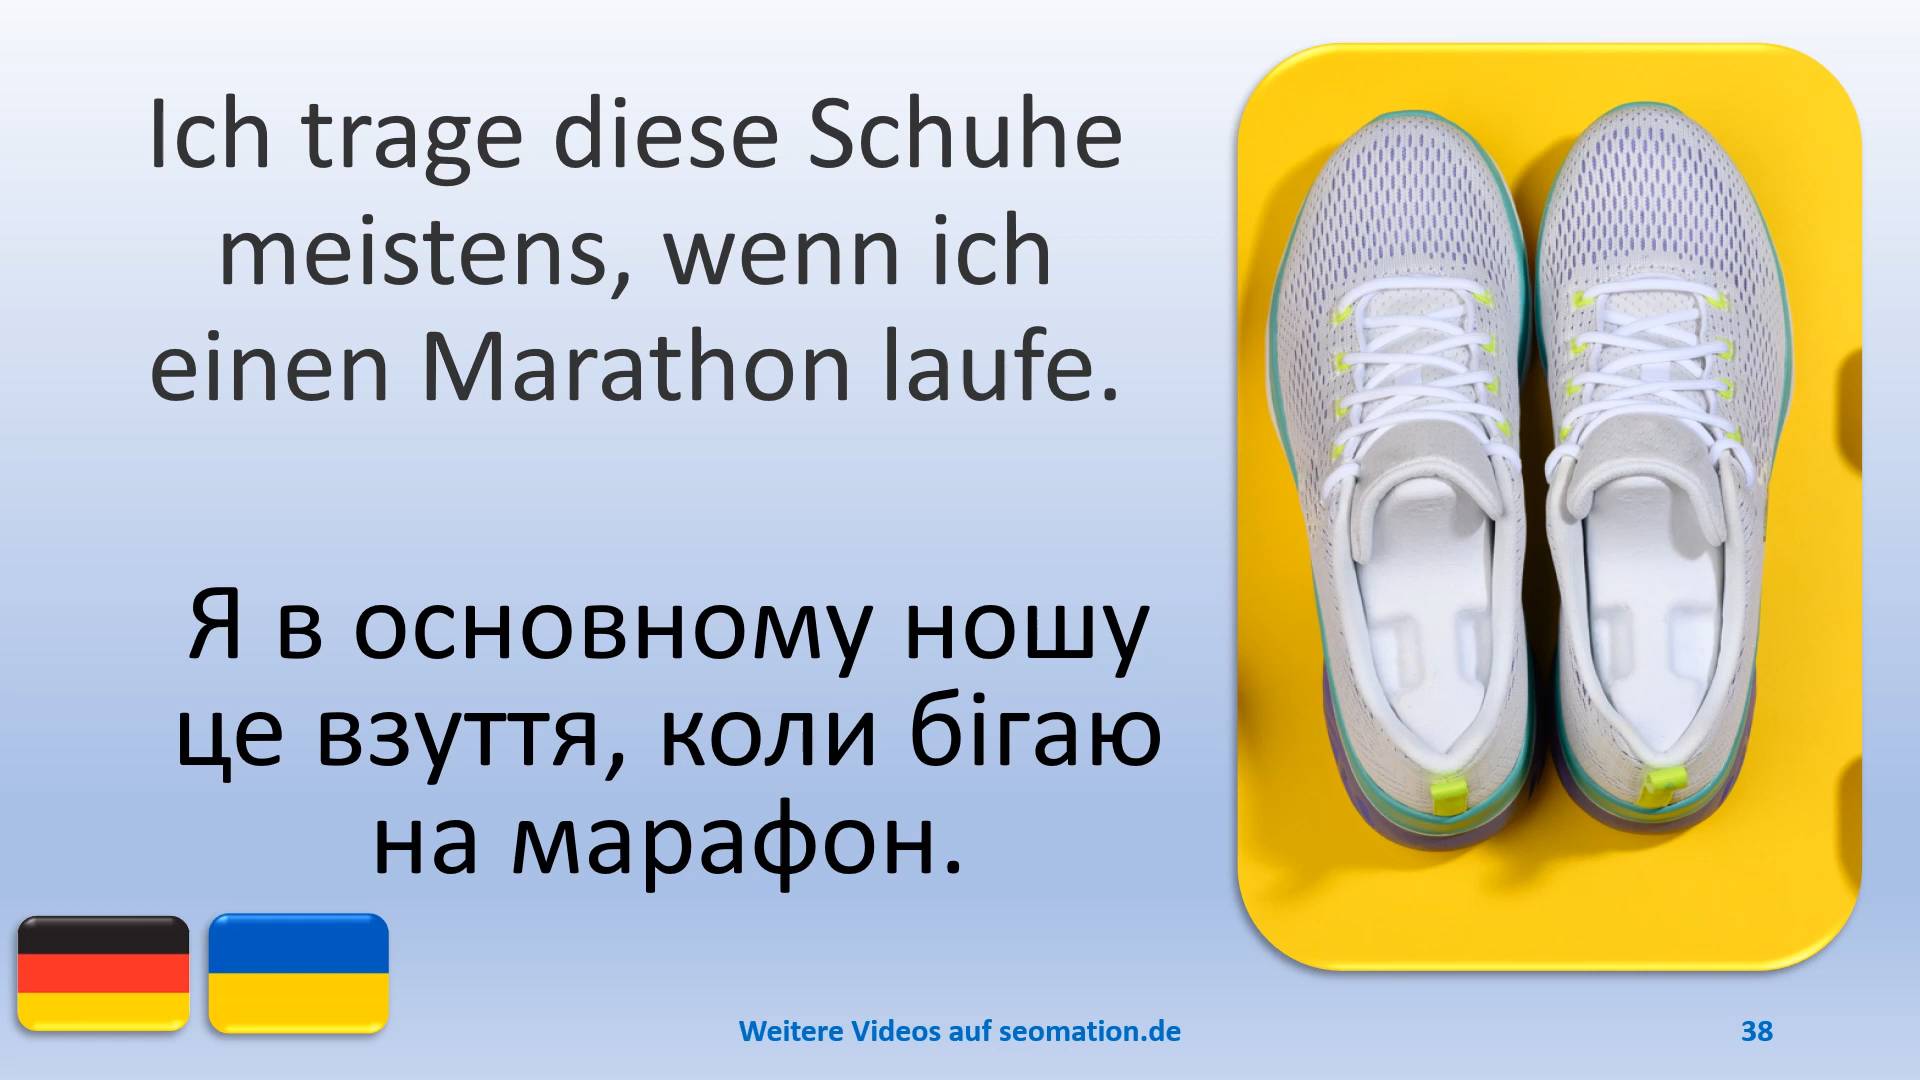 Ich trage diese Schuhe
meistens, wenn ich
einen Marathon laufe.
Я в основному ношу
це взуття, коли бігаю
на марафон.
Weitere Videos auf seomation.de
38